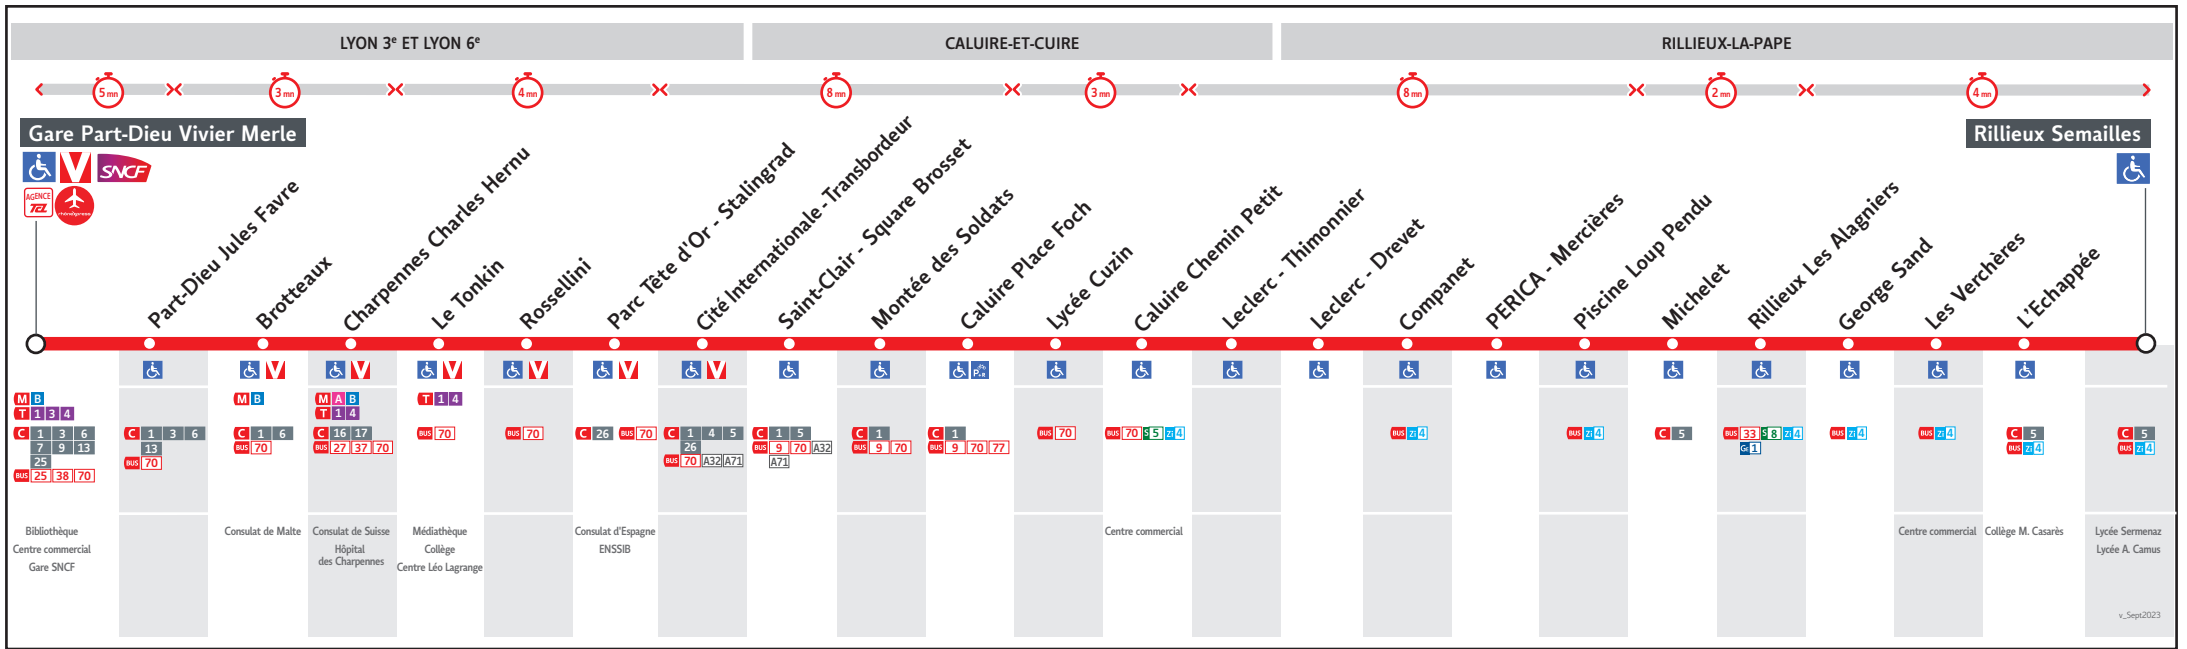 LYON 3e ET LYON 6e
CALUIRE-ET-CUIRE
RILLIEUX-LA-PAPE
5 mn
3 mn
4 mn
8 mn
3 mn
8 mn
2 mn
4 mn
Gare Part-Dieu Vivier Merle
SNCF
AGENCE
TCL
rhônexpress
Part-Dieu Jules Favre
Brotteaux
Charpennes Charles Hernu
Le Tonkin
Rossellini
Parc Tête d'Or - Stalingrad
Cité Internationale - Transbordeur
Saint-Clair - Square Brosset
Montée des Soldats
Caluire Place Foch
Lycée Cuzin
Caluire Chemin Petit
Leclerc - Thimonnier
Leclerc - Drevet
Companet
PERICA - Mercières
Piscine Loup Pendu
Michelet
Rillieux Les Alagniers
George Sand
Les Verchères
L'Echappée
Rillieux Semailles
M B
T 1 3 4
C 1 3 6
7 9 13
25
BUS 25 38 70
Bibliothèque
Centre commercial
Gare SNCF
C 1 3 6
13
BUS 70
M B
C 1 6
BUS 70
Consulat de Malte
M A B
T 1 4
C 16 17
BUS 27 37 70
Consulat de Suisse
Hôpital
des Charpennes
T 1 4
BUS 70
Médiathèque
Collège
Centre Léo Lagrange
BUS 70
C 26 BUS 70
Consulat d'Espagne
ENSSIB
C 1 4 5
26
BUS 70 A32 A71
C 1 5
BUS 9 70 A32
A71
C 1
BUS 9 70
P+R
C 1
BUS 9 70 77
BUS 70
BUS 70 S 5 Zi 4
Centre commercial
BUS Zi 4
BUS Zi 4
C 5
BUS 33 S 8 Zi 4
GE 1
BUS Zi 4
BUS Zi 4
Centre commercial
C 5
BUS Zi 4
Collège M. Casarès
C 5
BUS Zi 4
Lycée Sermenaz
Lycée A. Camus
v_Sept2023